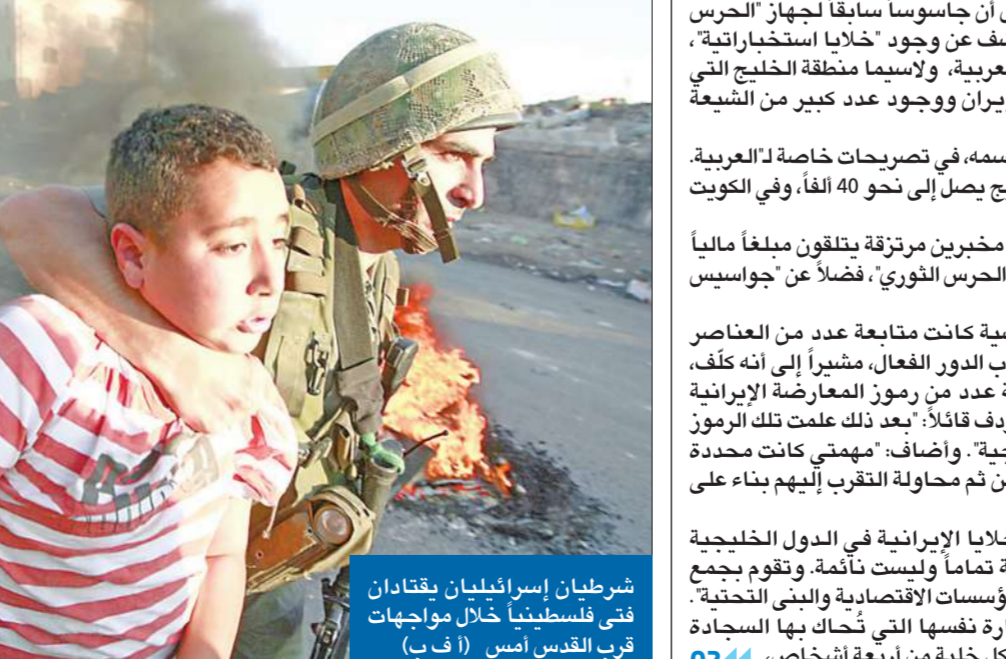 أن جاسوساً سابقاً لجهاز "الحرس
عن وجود "خلايا استخباراتية"،
ولاسيما منطقة الخليج التي
ووجود عدد كبير من الشيعة
في تصريحات خاصة لـ"العربية.
يصل إلى نحو 40 ألفاً، وفي الكويت
مخبرين مرتزقة يتلقون مبلغاً مالياً
الحرس الثوري"، فضلاً عن "جواسيس
كانت متابعة عدد من العناصر
الدور الفعال، مشيراً إلى أنه كلّف،
عدد من رموز المعارضة الإيرانية
قائلاً: "بعد ذلك علمت تلك الرموز
وأضاف: "مهمتي كانت محددة
ثم محاولة التقرب إليهم بناء على
الإيرانية في الدول الخليجية
تماماً وليست نائمة. وتقوم بجمع
الاقتصادية والبنى التحتية".
نفسها التي تُحاك بها السجادة
كل خلية من أربعة أشخاص،
شرطيان إسرائيليان يقتادان
فتى فلسطينياً خلال مواجهات
قرب القدس أمس (أ ف ب)